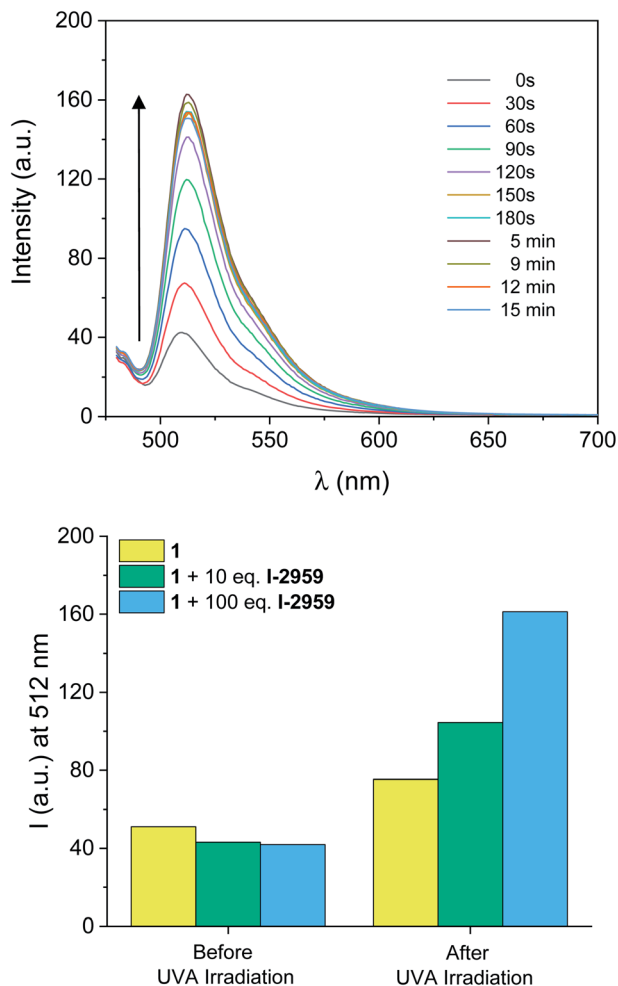 200
160
120
80
40
0
Intensity (a.u.)
0s
30s
60s
90s
120s
150s
180s
5 min
9 min
12 min
15 min
500
550
600
650
700
λ (nm)
200
160
120
80
40
0
I (a.u.) at 512 nm
1
1 + 10 eq. I-2959
1 + 100 eq. I-2959
Before
UVA Irradiation
After
UVA Irradiation